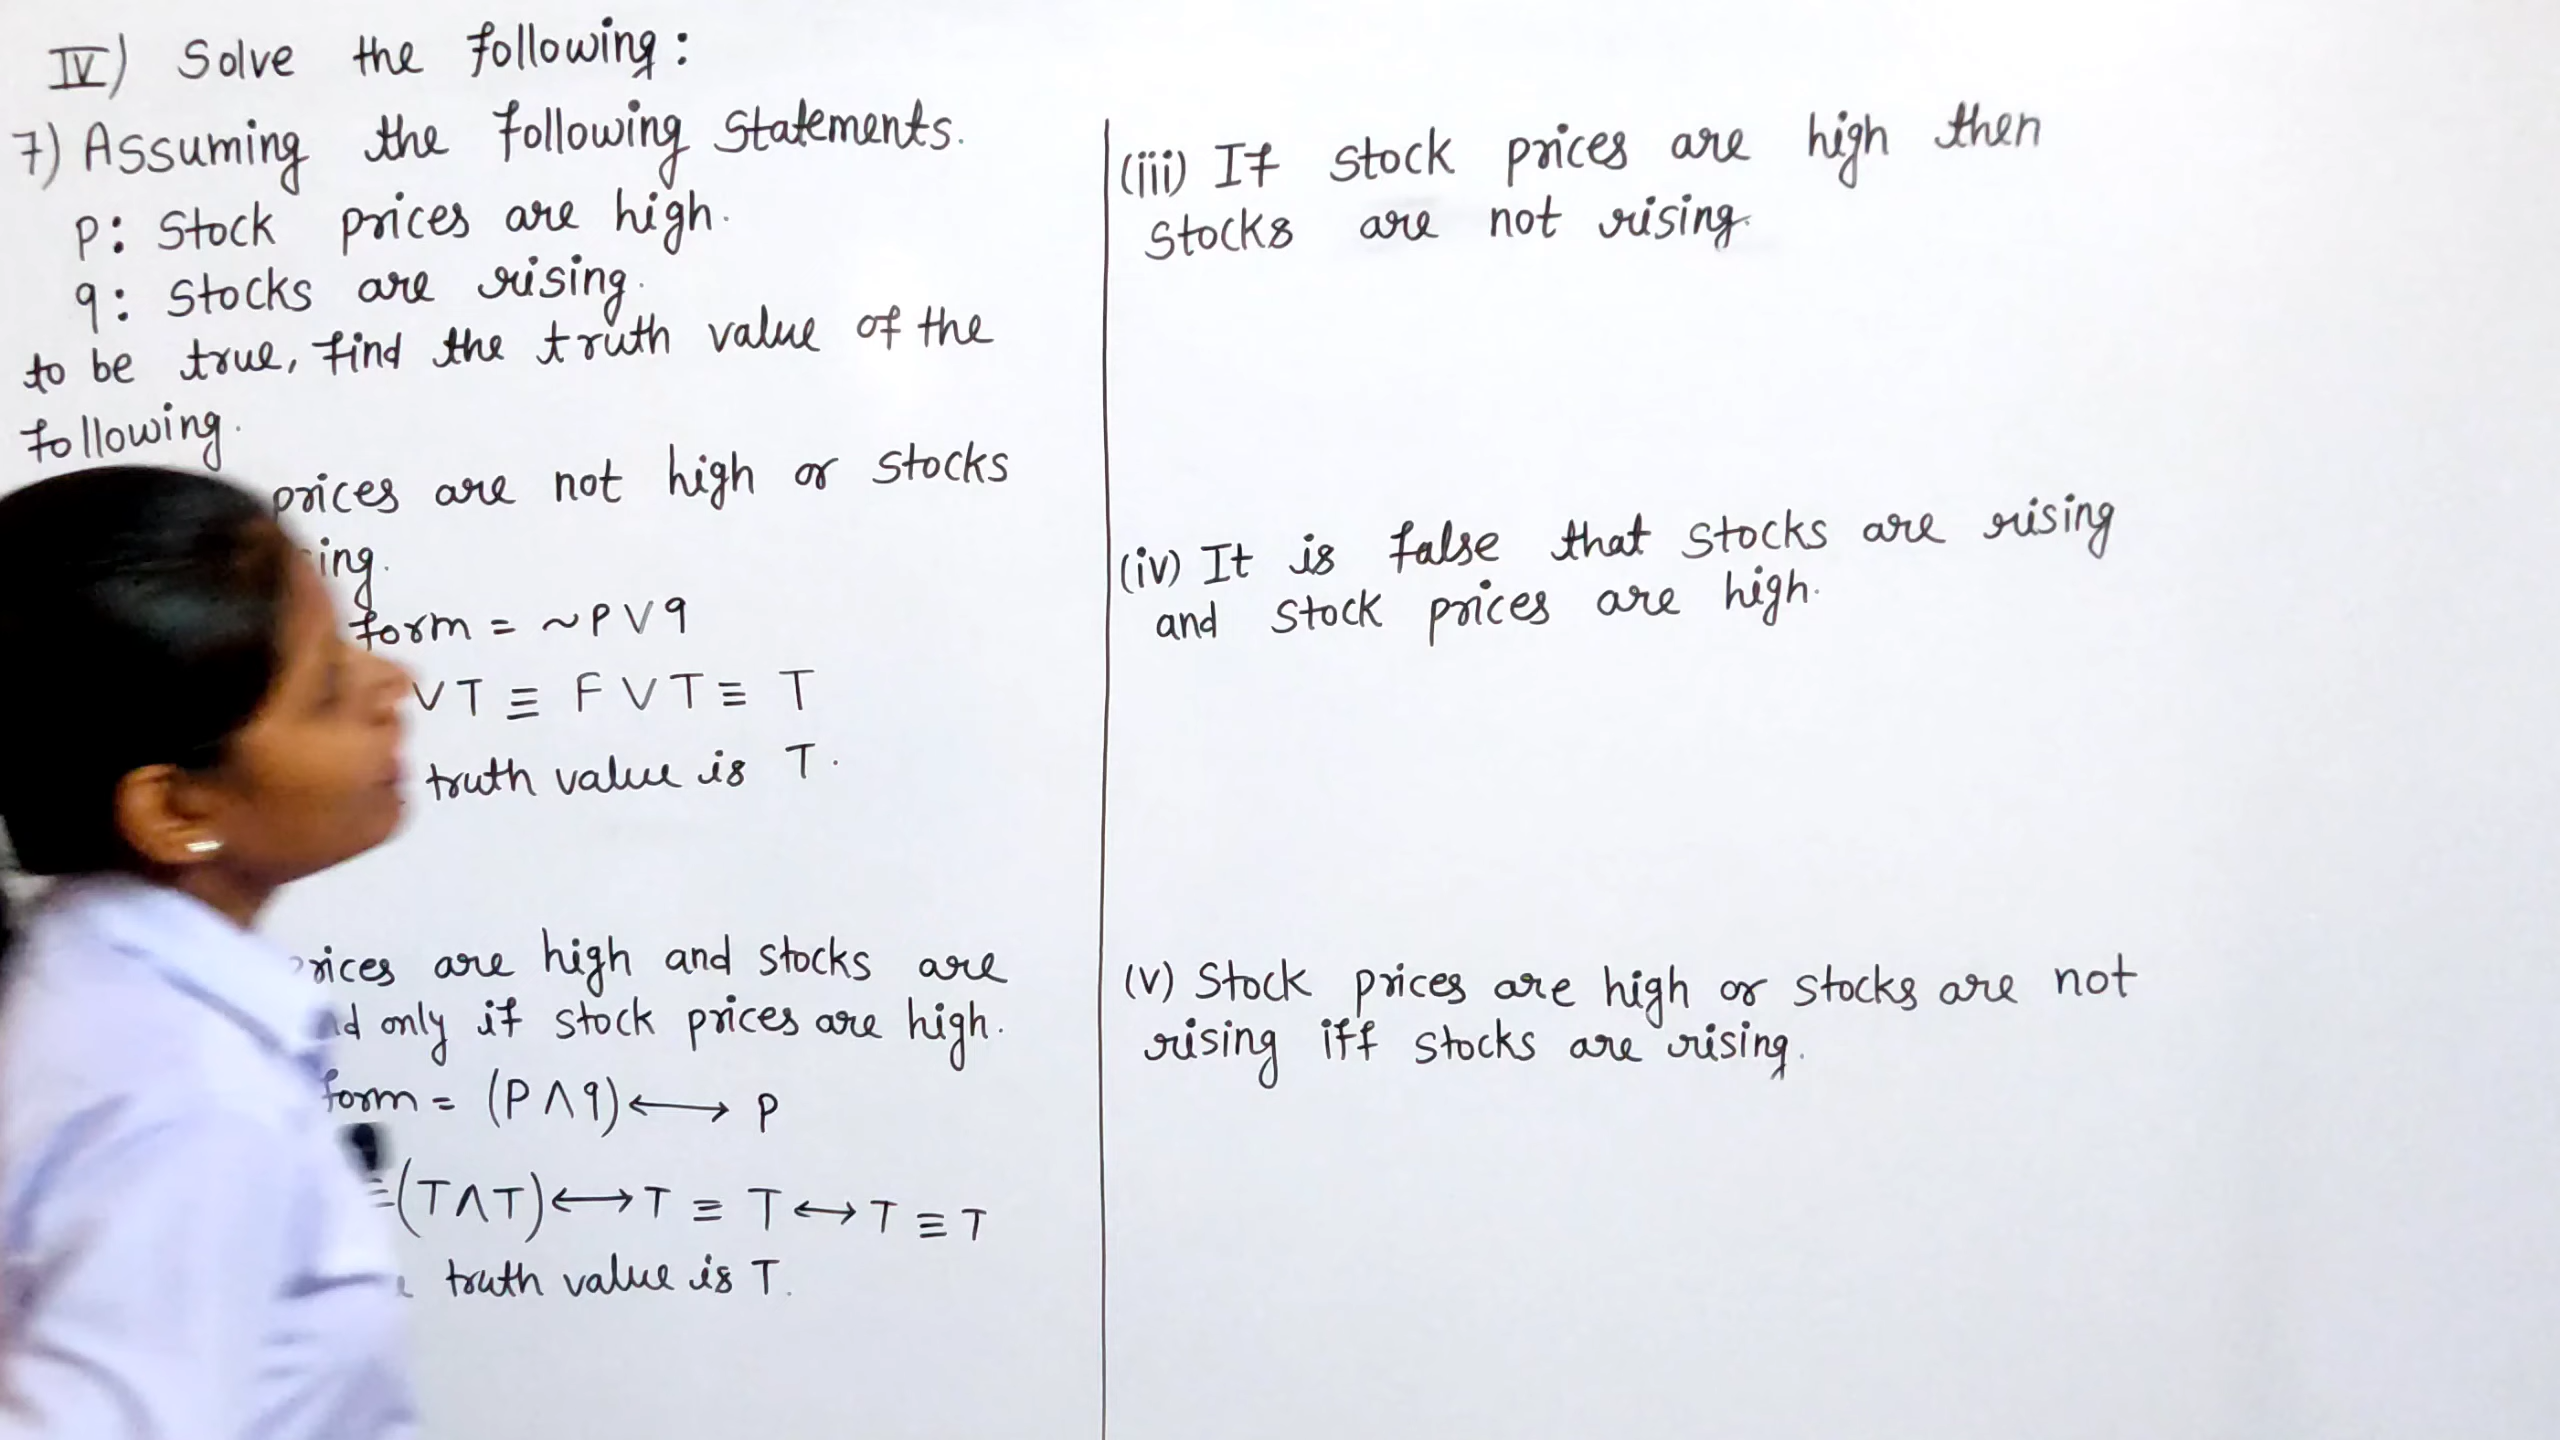 IV) Solve the following:
7) Assuming the following statements.
p: Stock prices are high.
q: Stocks are rising.
to be true, find the truth value of the
following.
prices are not high or stocks
form = ~P∨q
∨T ≡ F∨T ≡ T
truth value is T.
are high and stocks are
only if stock prices are high.
form = (P∧q)⟷ P
≡(T∧T)⟷T ≡ T⟷T ≡T
truth value is T.
(iii) If stock prices are high then
stocks are not rising.
(iv) It is false that stocks are rising
and stock prices are high.
(v) Stock prices are high or stocks are not
rising iff stocks are rising.